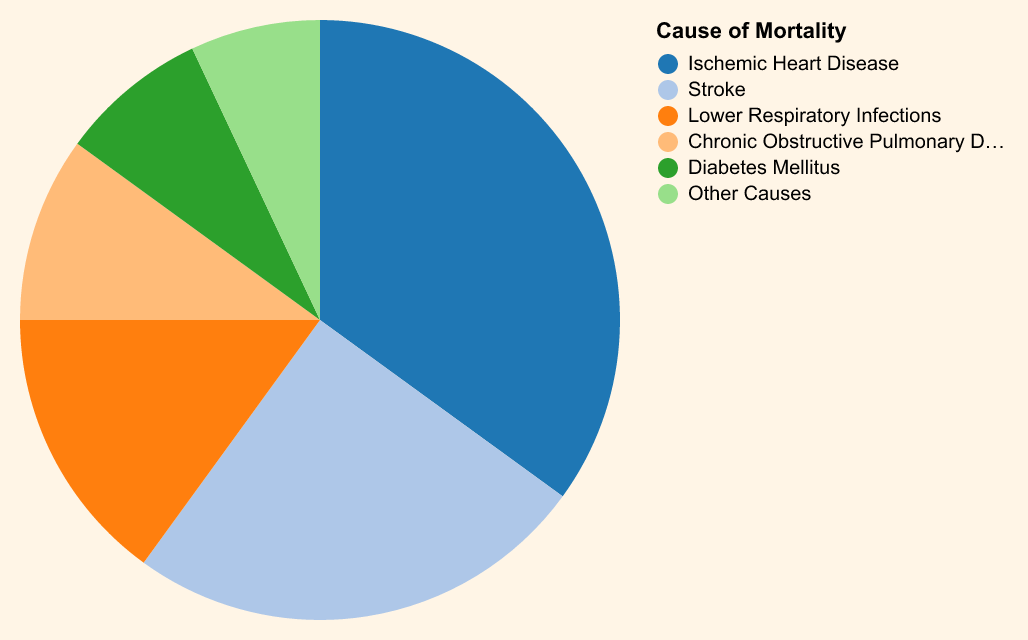 Cause of Mortality
Ischemic Heart Disease
Stroke
Lower Respiratory Infections
Chronic Obstructive Pulmonary D…
Diabetes Mellitus
Other Causes